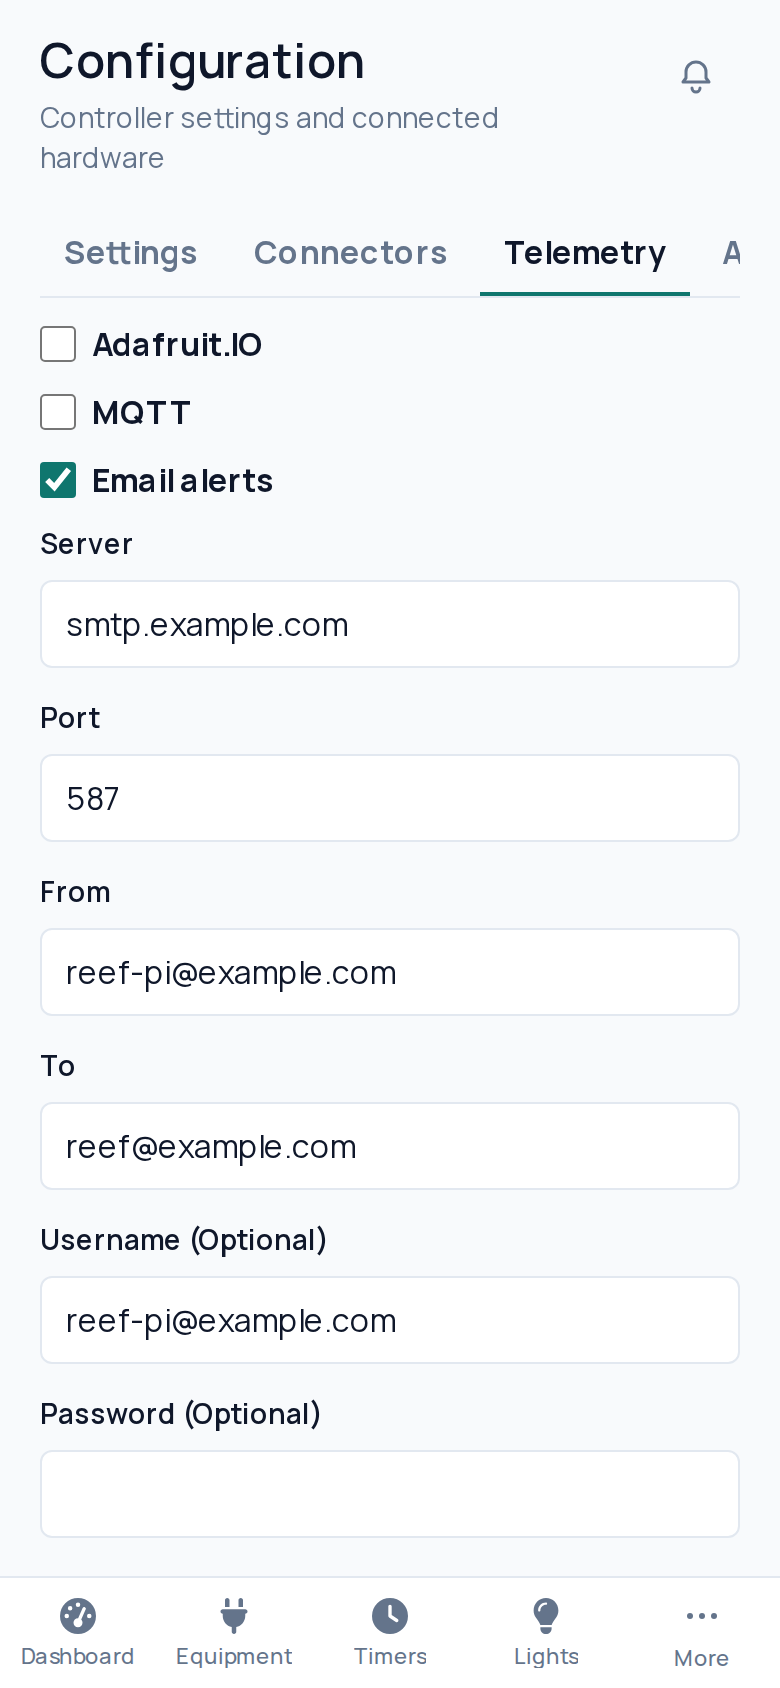 Configuration
Controller settings and connected
hardware
Settings Connectors Telemetry A
Adafruit.IO
MQTT
Email alerts
Server
smtp.example.com
Port
587
From
reef-pi@example.com
To
reef@example.com
Username (Optional)
reef-pi@example.com
Password (Optional)
Dashboard Equipment Timers Lights More